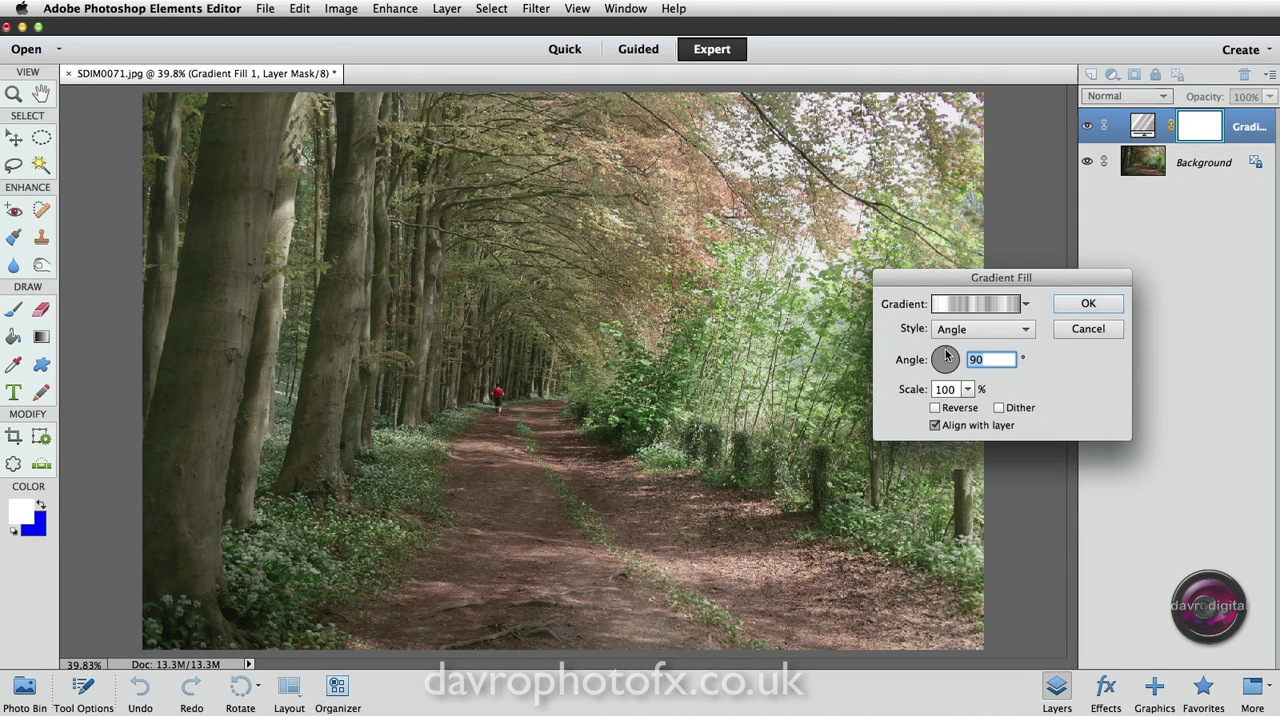 Adobe Photoshop Elements Editor File Edit Image Enhance Layer Select Filter View Window Help
Open Quick Guided Expert Create
VIEW × SDIM0071.jpg @ 39.8% (Gradient Fill 1, Layer Mask/8) *
Normal Opacity: 100%
SELECT
Gradi...
Background
ENHANCE
DRAW
Gradient Fill
Gradient: OK
Style: Angle Cancel
Angle: 90 °
Scale: 100 %
Reverse Dither
Align with layer
MODIFY
COLOR
davrodigital
39.83% Doc: 13.3M/13.3M
davrophotofx.co.uk
Photo Bin Tool Options Undo Redo Rotate Layout Organizer Layers Effects Graphics Favorites More